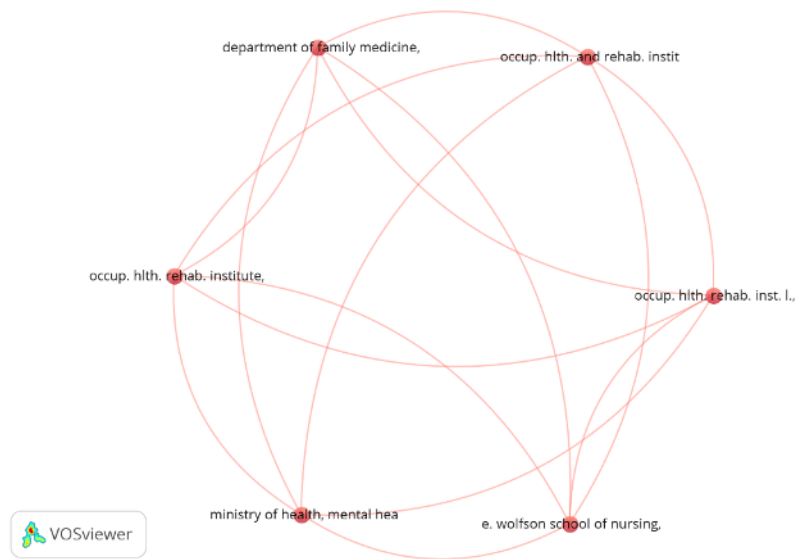 department of family medicine,
occup. hlth. and rehab. instit
occup. hlth. rehab. institute,
occup. hlth. rehab. inst. l.,
ministry of health, mental hea
e. wolfson school of nursing,
VOSviewer